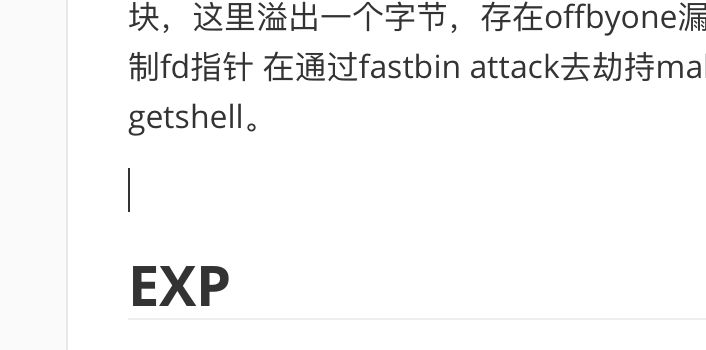 块，这里溢出一个字节，存在offbyone漏
制fd指针 在通过fastbin attack去劫持ma
getshell。
EXP